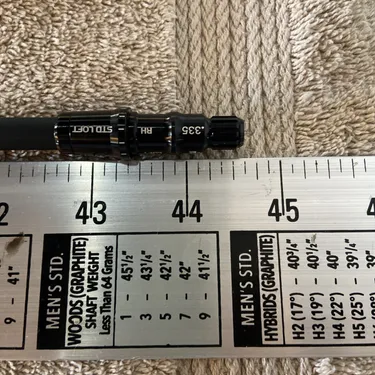 STD LOFT
RH
.335
2 43 44 45 4
9 – 41"
MEN'S STD.
WOODS (GRAPHITE)
SHAFT WEIGHT
Less Than 64 Grams
1 – 45½"
3 – 43¼"
5 – 42½"
7 – 42"
9 – 41½"
MEN'S STD.
HYBRIDS (GRAPHITE)
H2 (17°) – 40¾"
H3 (19°) – 40½"
H4 (22°) – 40"
H5 (25°) –